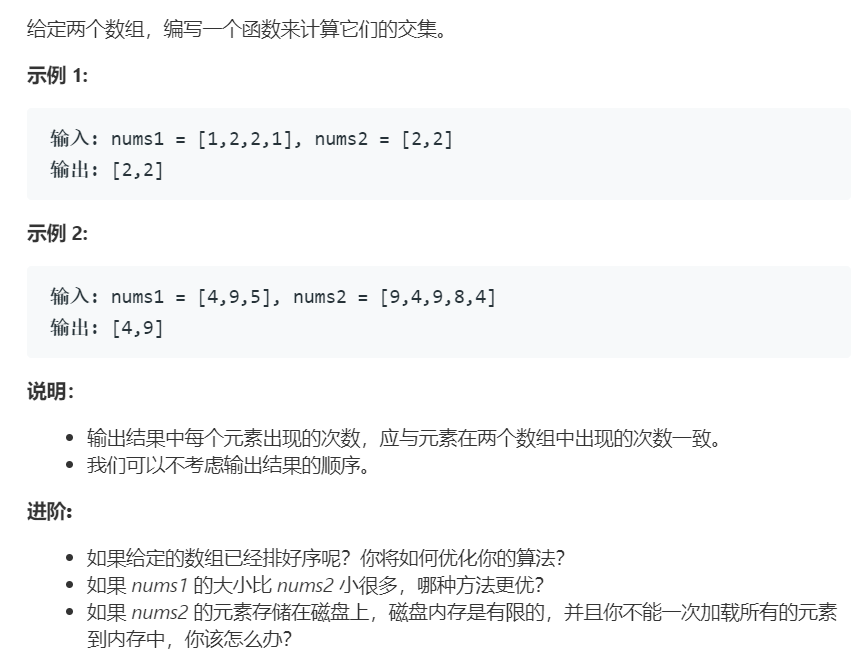 给定两个数组，编写一个函数来计算它们的交集。
示例 1:
输入: nums1 = [1,2,2,1], nums2 = [2,2]
输出: [2,2]
示例 2:
输入: nums1 = [4,9,5], nums2 = [9,4,9,8,4]
输出: [4,9]
说明：
输出结果中每个元素出现的次数，应与元素在两个数组中出现的次数一致。
我们可以不考虑输出结果的顺序。
进阶:
如果给定的数组已经排好序呢？你将如何优化你的算法？
如果 nums1 的大小比 nums2 小很多，哪种方法更优？
如果 nums2 的元素存储在磁盘上，磁盘内存是有限的，并且你不能一次加载所有的元素
到内存中，你该怎么办？